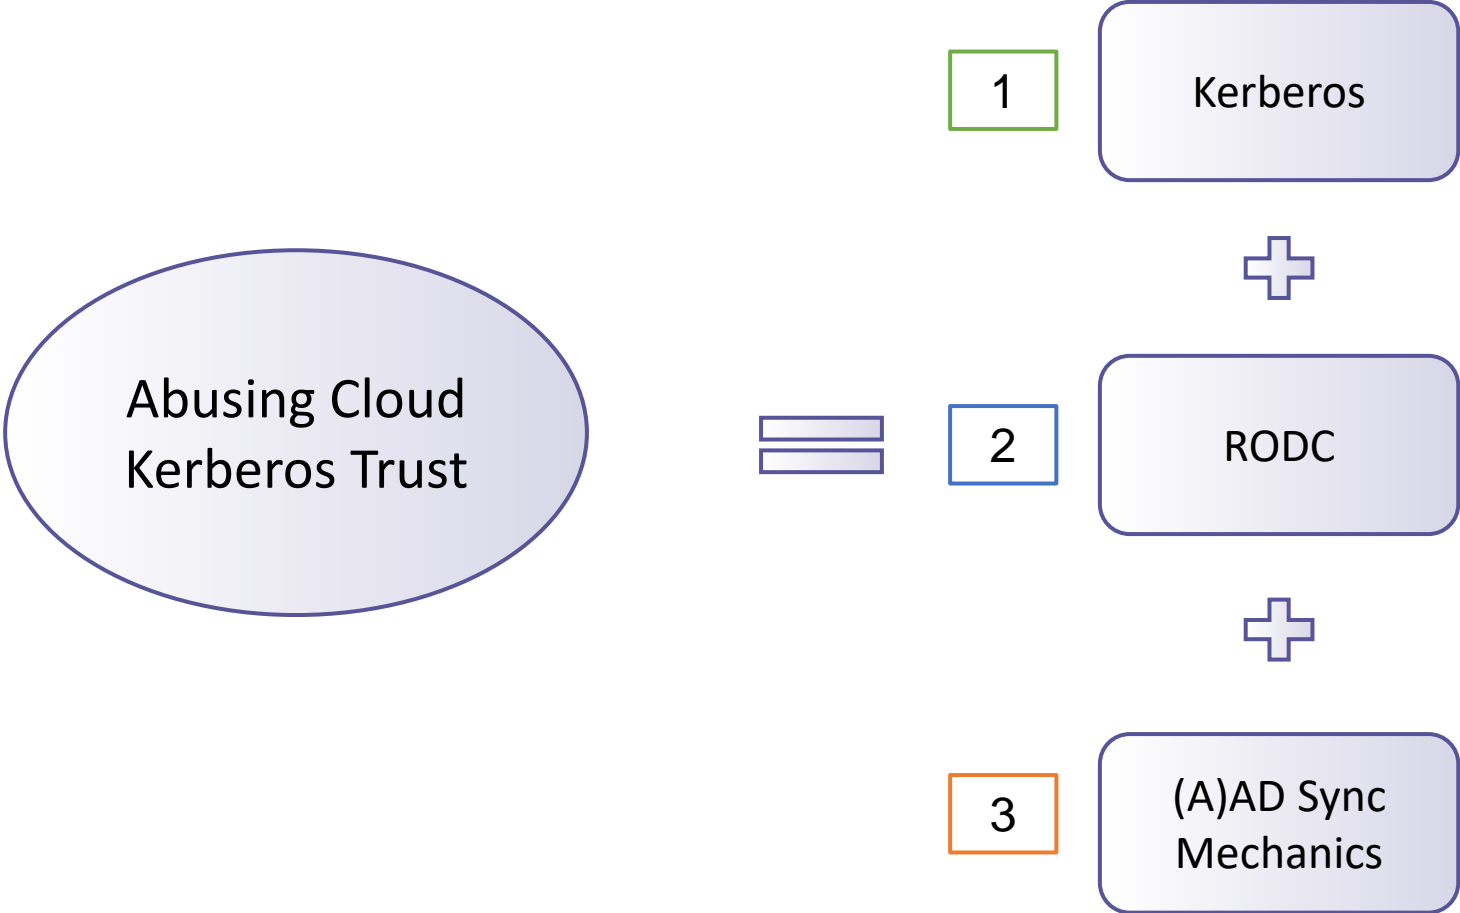 1
Kerberos
Abusing Cloud
Kerberos Trust
2
RODC
3
(A)AD Sync
Mechanics